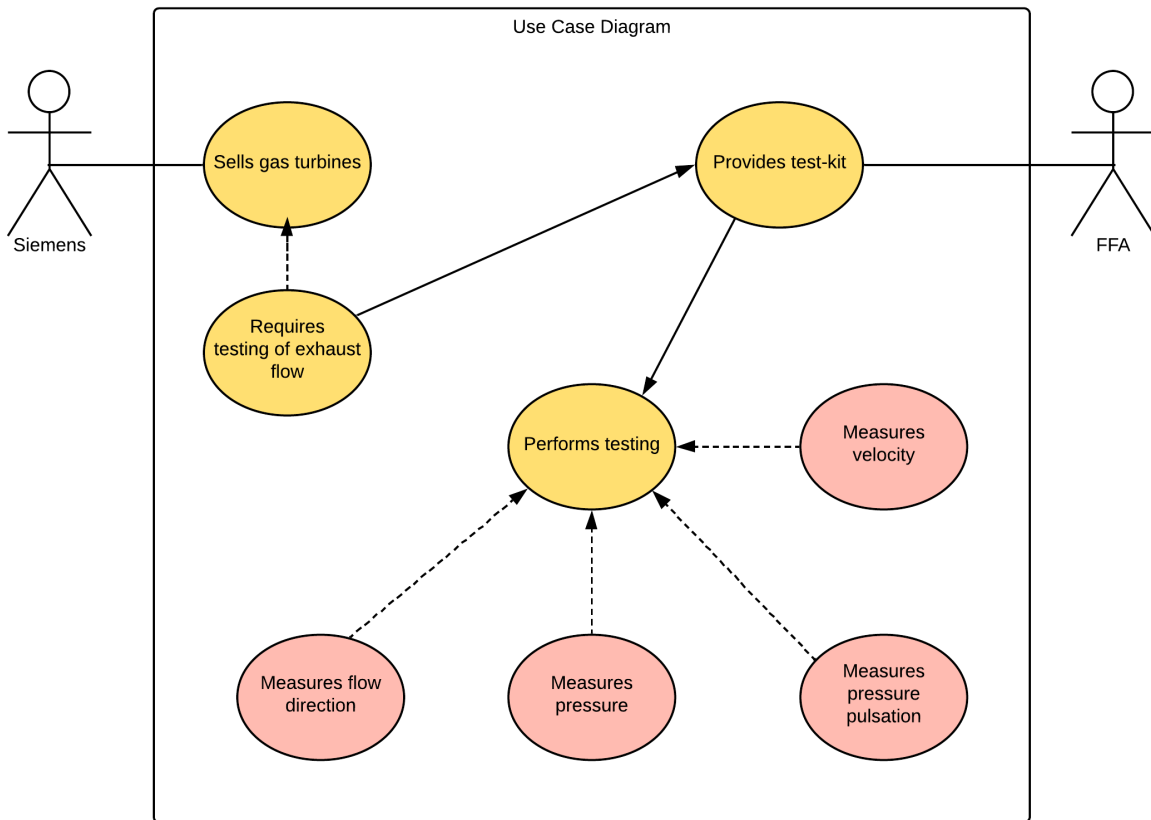 Use Case Diagram
Sells gas turbines
Provides test-kit
Siemens
FFA
Requires
testing of exhaust
flow
Performs testing
Measures
velocity
Measures flow
direction
Measures
pressure
Measures
pressure
pulsation